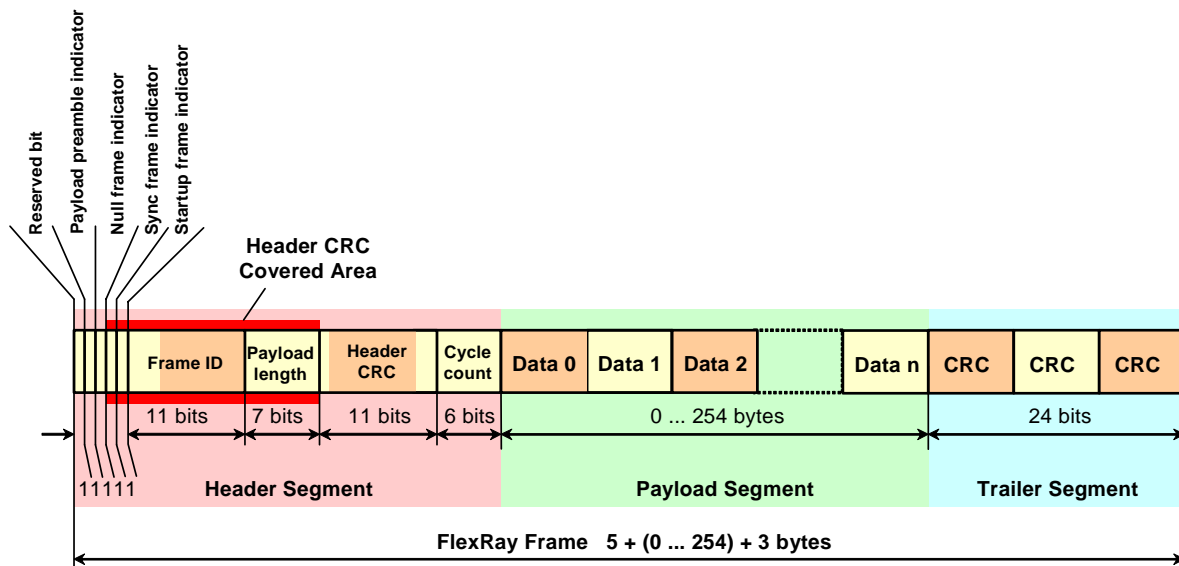 Reserved bit
Payload preamble indicator
Null frame indicator
Sync frame indicator
Startup frame indicator
Header CRC
Covered Area
Frame ID
Payload
length
Header
CRC
Cycle
count
Data 0
Data 1
Data 2
Data n
CRC
CRC
CRC
11 bits
7 bits
11 bits
6 bits
0 ... 254 bytes
24 bits
11111
Header Segment
Payload Segment
Trailer Segment
FlexRay Frame 5 + (0 ... 254) + 3 bytes